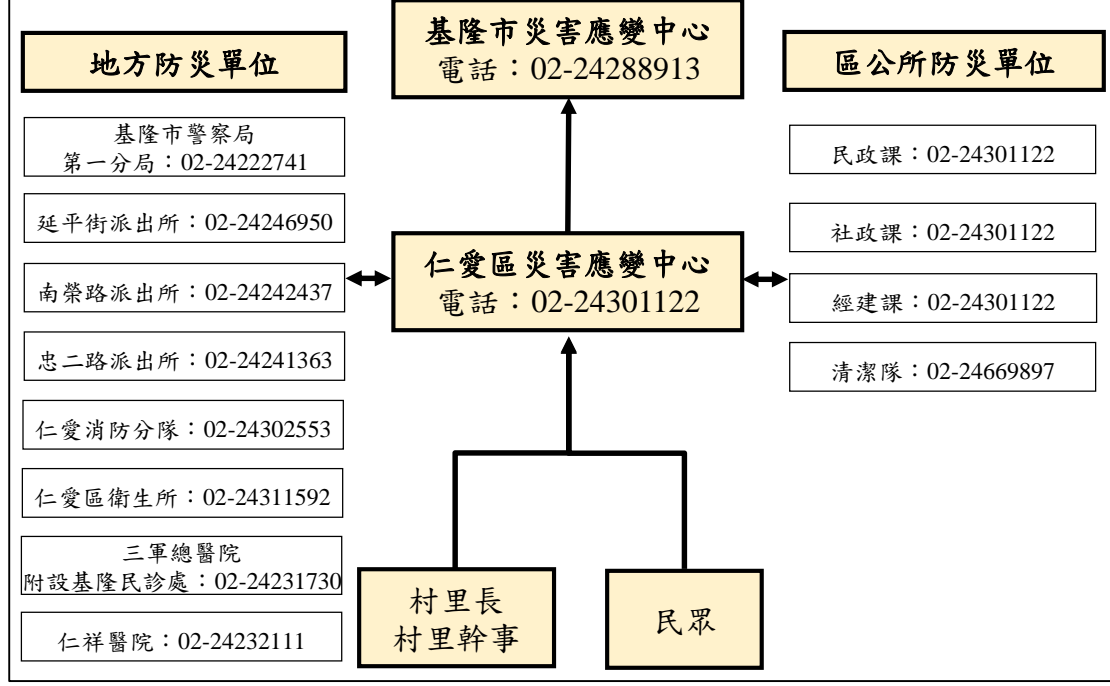 地方防災單位
基隆市警察局
第一分局：02-24222741
延平街派出所：02-24246950
南榮路派出所：02-24242437
忠二路派出所：02-24241363
仁愛消防分隊：02-24302553
仁愛區衛生所：02-24311592
三軍總醫院
附設基隆民診處：02-24231730
仁祥醫院：02-24232111
基隆市災害應變中心
電話：02-24288913
仁愛區災害應變中心
電話：02-24301122
村里長
村里幹事
民眾
區公所防災單位
民政課：02-24301122
社政課：02-24301122
經建課：02-24301122
清潔隊：02-24669897